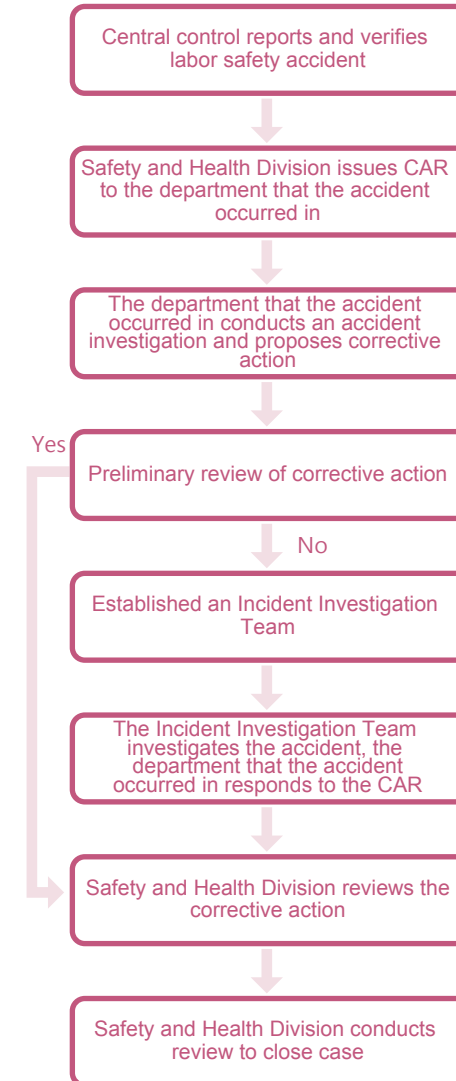 Central control reports and verifies
labor safety accident
Safety and Health Division issues CAR
to the department that the accident
occurred in
The department that the accident
occurred in conducts an accident
investigation and proposes corrective
action
Yes
Preliminary review of corrective action
No
Established an Incident Investigation
Team
The Incident Investigation Team
investigates the accident, the
department that the accident
occurred in responds to the CAR
Safety and Health Division reviews the
corrective action
Safety and Health Division conducts
review to close case